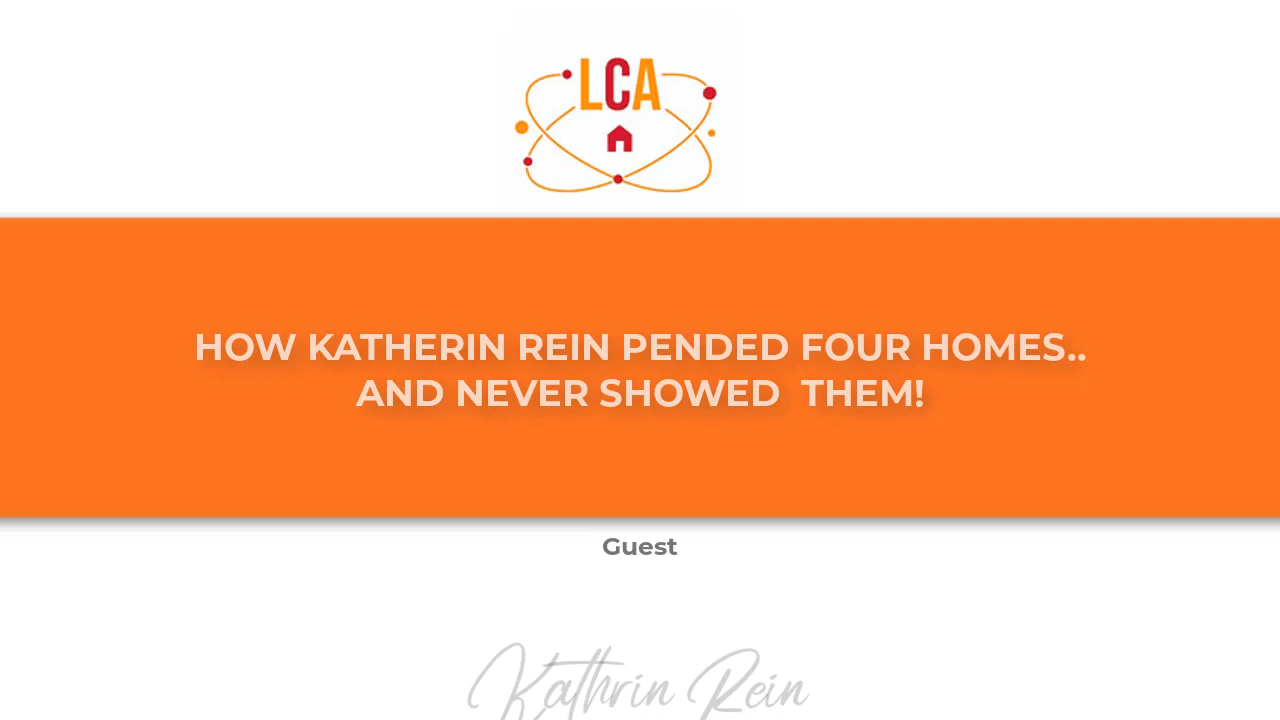 LCA
HOW KATHERIN REIN PENDED FOUR HOMES..
AND NEVER SHOWED  THEM!
Guest
Kathrin Rein